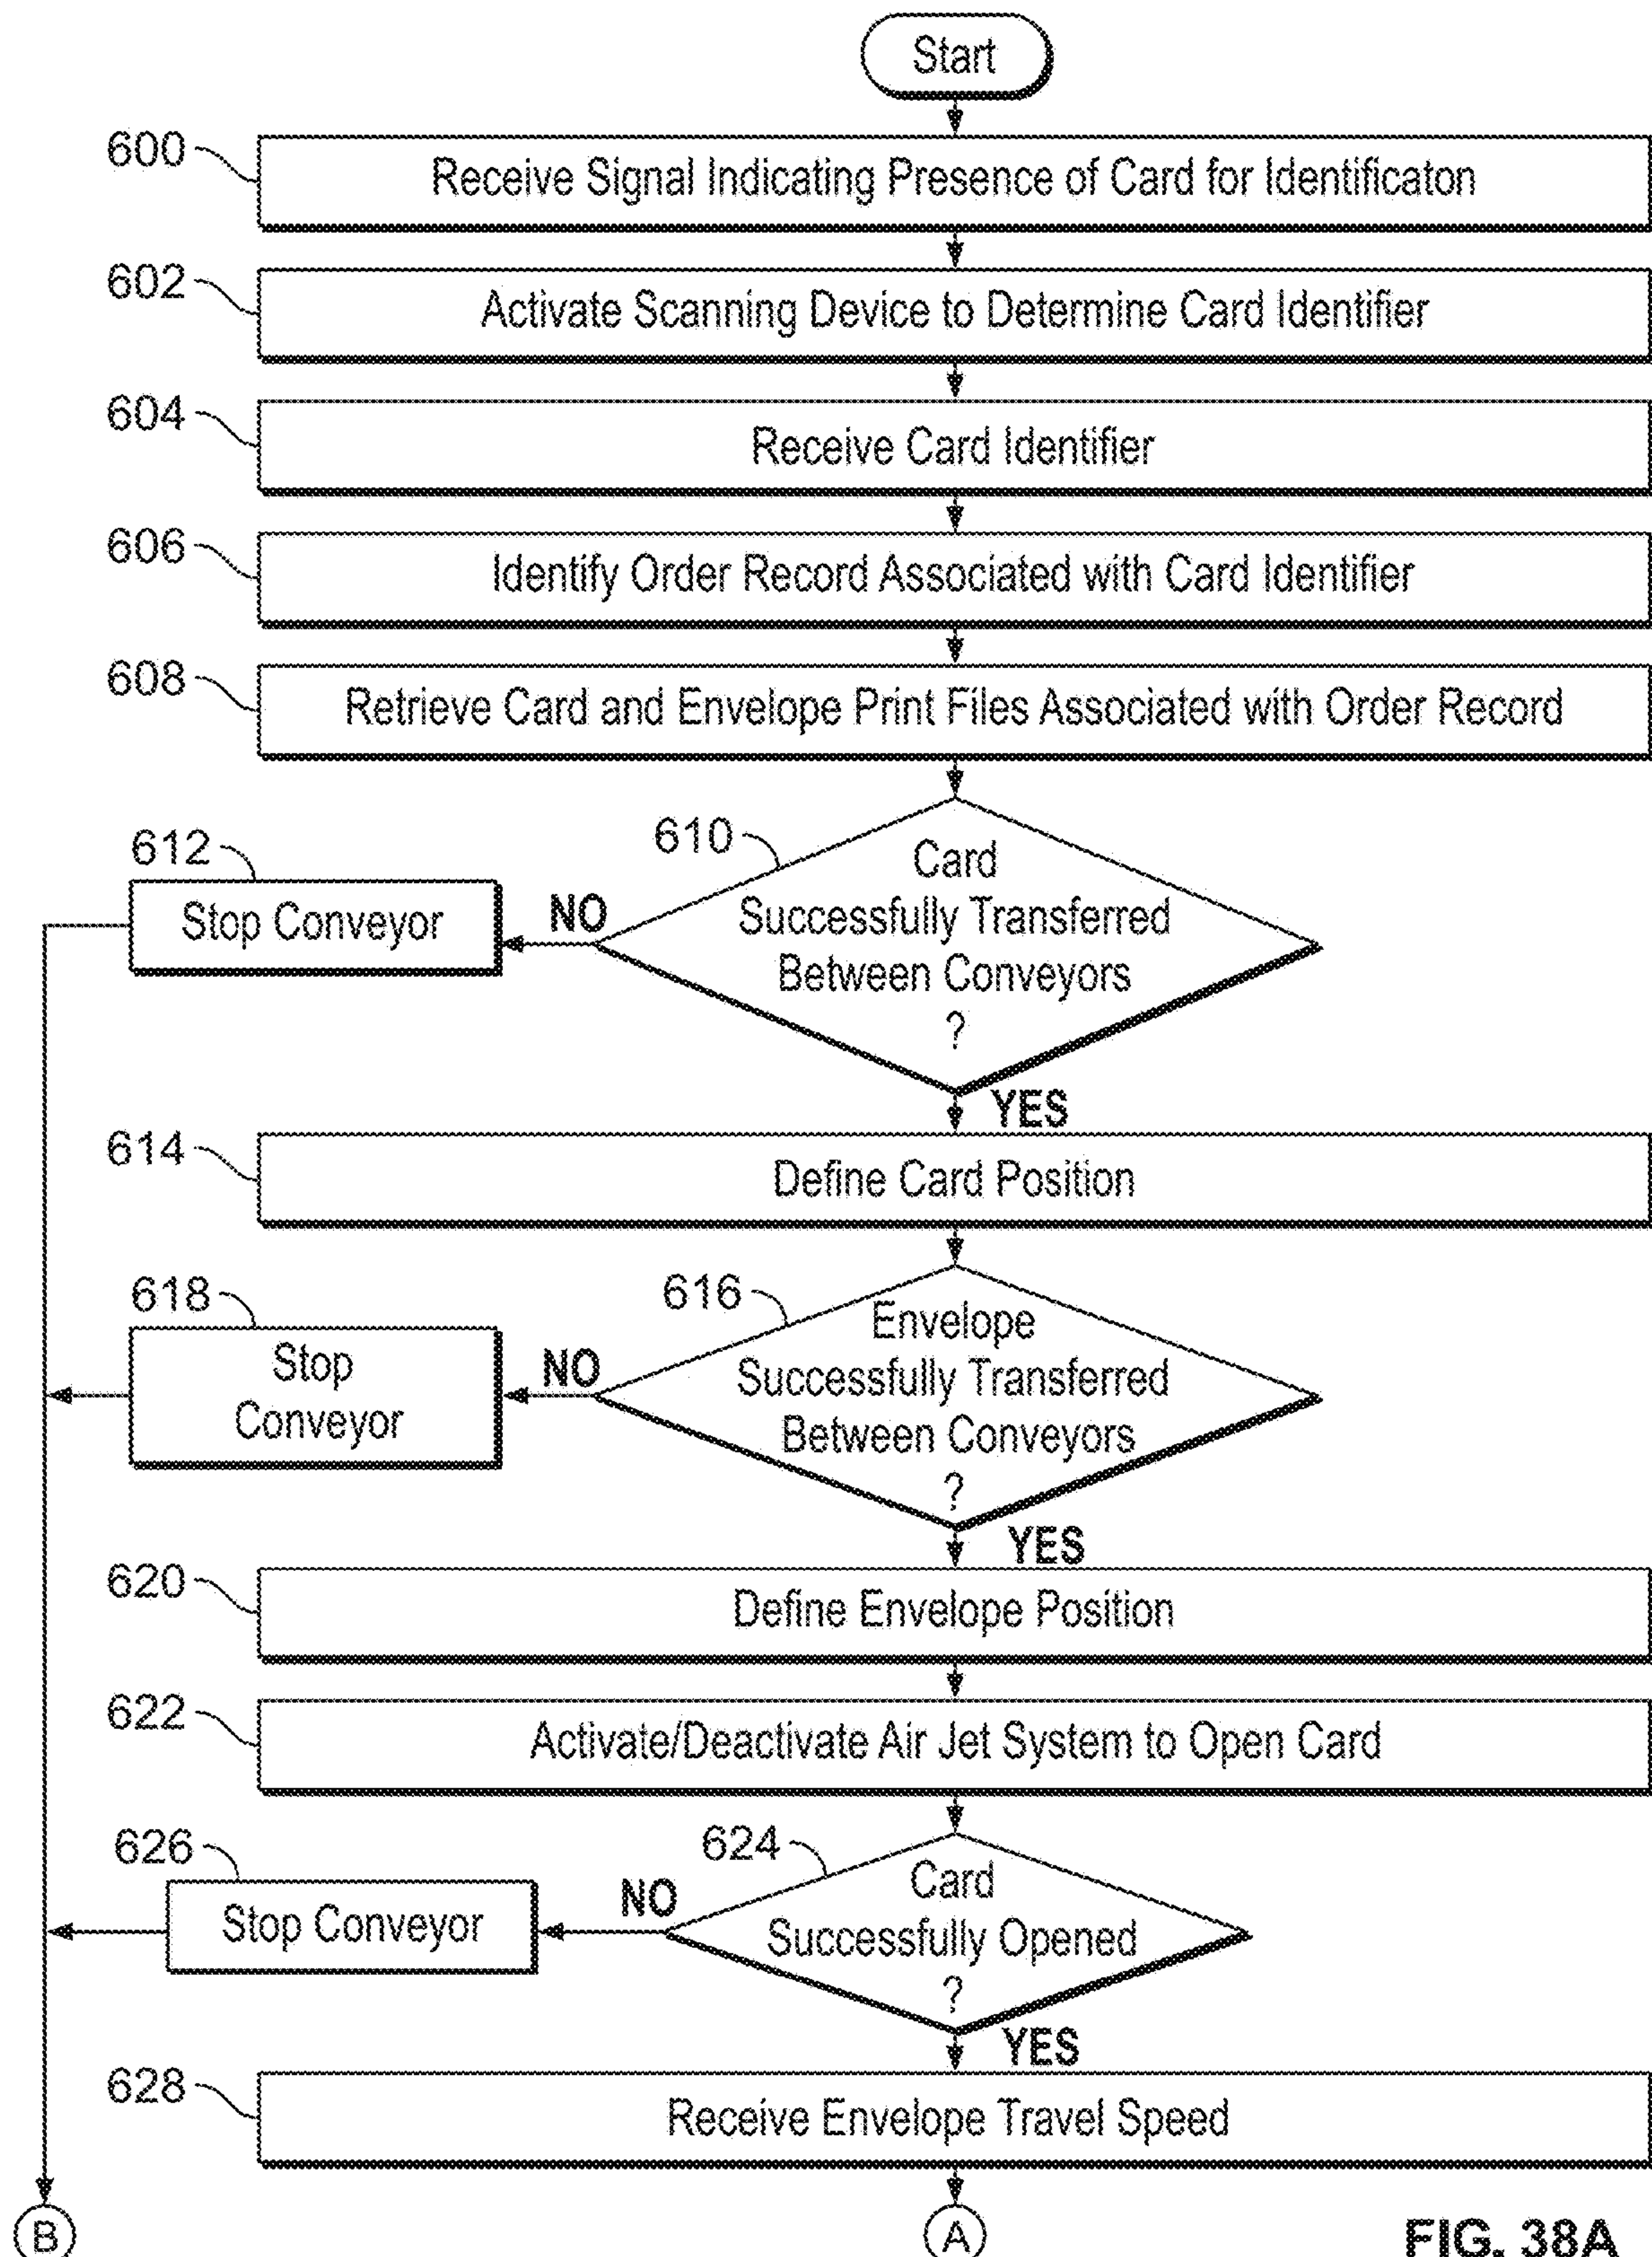 Start
600
Receive Signal Indicating Presence of Card for Identificaton
602
Activate Scanning Device to Determine Card Identifier
604
Receive Card Identifier
606
Identify Order Record Associated with Card Identifier
608
Retrieve Card and Envelope Print Files Associated with Order Record
610
Card
Successfully Transferred
Between Conveyors
?
612
Stop Conveyor
NO
YES
614
Define Card Position
616
Envelope
Successfully Transferred
Between Conveyors
?
618
Stop
Conveyor
NO
YES
620
Define Envelope Position
622
Activate/Deactivate Air Jet System to Open Card
624
Card
Successfully Opened
?
626
Stop Conveyor
NO
YES
628
Receive Envelope Travel Speed
B
A
FIG. 38A